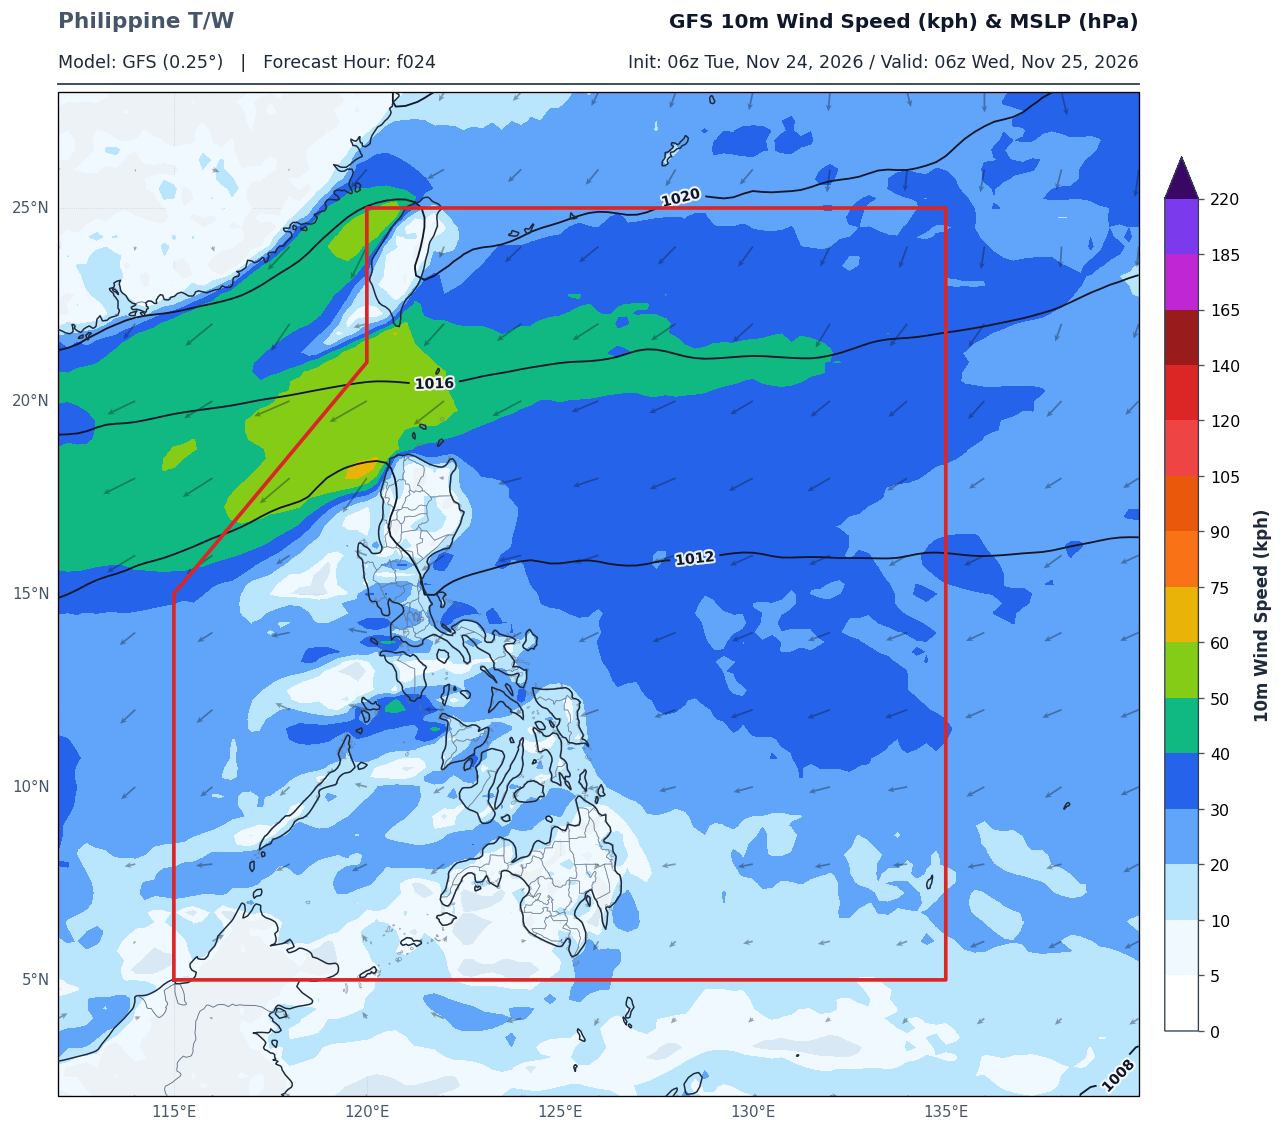 Philippine T/W
GFS 10m Wind Speed (kph) & MSLP (hPa)
Model: GFS (0.25°) | Forecast Hour: f024
Init: 06z Tue, Nov 24, 2026 / Valid: 06z Wed, Nov 25, 2026
25°N
20°N
15°N
10°N
5°N
115°E
120°E
125°E
130°E
135°E
1020
1016
1012
1008
220
185
165
140
120
105
90
75
60
50
40
30
20
10
5
0
10m Wind Speed (kph)